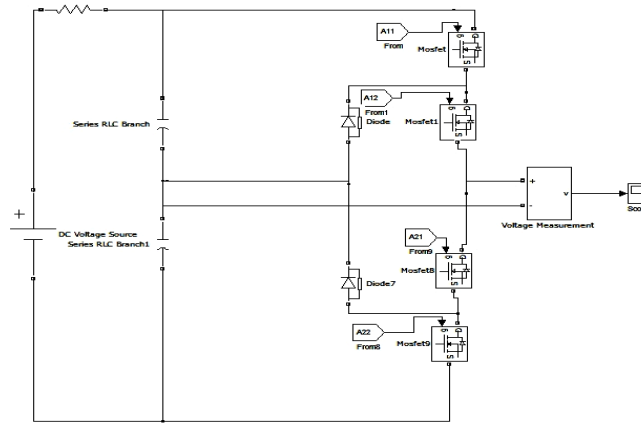 A11
From
Mosfet
A12
From1
Diode
Mosfet1
Series RLC Branch
+
DC Voltage Source
Series RLC Branch1
+
-
v
Voltage Measurement
Sco
A21
From9
Mosfet8
Diode7
A22
From8
Mosfet9